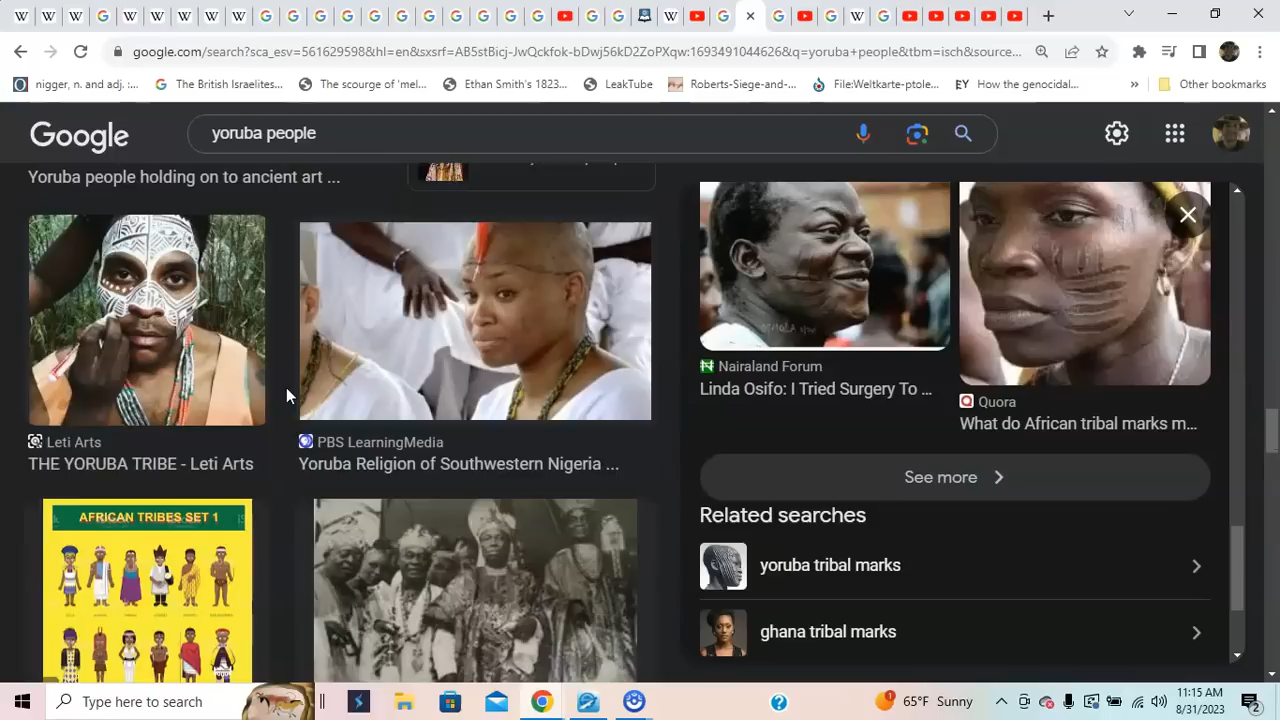 google.com/search?sca_esv=561629598&hl=en&sxsrf=AB5stBicj-JwQckfok-bDwj56kD2ZoPXqw:1693491044626&q=yoruba+people&tbm=isch&source...
nigger, n. and adj. :...
The British Israelites...
The scourge of 'mel...
Ethan Smith's 1823...
LeakTube
Roberts-Siege-and-...
File:Weltkarte-ptole...
EY How the genocidal...
»
Other bookmarks
Google
yoruba people
Yoruba people holding on to ancient art ...
Leti Arts
THE YORUBA TRIBE - Leti Arts
PBS LearningMedia
Yoruba Religion of Southwestern Nigeria ...
AFRICAN TRIBES SET 1
Nairaland Forum
Linda Osifo: I Tried Surgery To ...
Quora
What do African tribal marks m...
See more
Related searches
yoruba tribal marks
ghana tribal marks
Type here to search
65°F Sunny
11:15 AM
8/31/2023
2